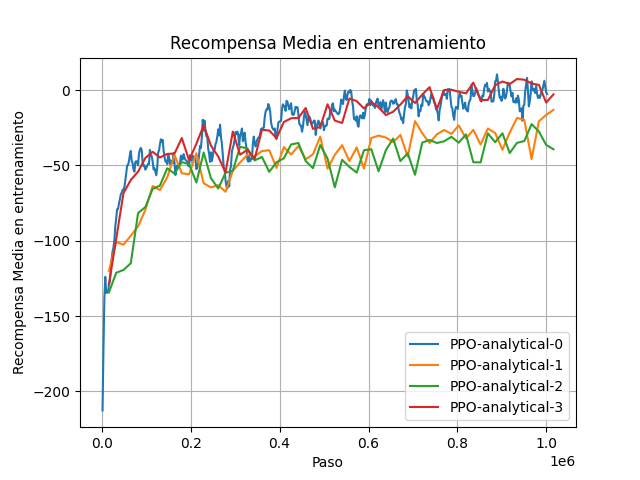 Recompensa Media en entrenamiento
Recompensa Media en entrenamiento
0
−50
−100
−150
−200
PPO-analytical-0
PPO-analytical-1
PPO-analytical-2
PPO-analytical-3
0.0 0.2 0.4 0.6 0.8 1.0
1e6
Paso